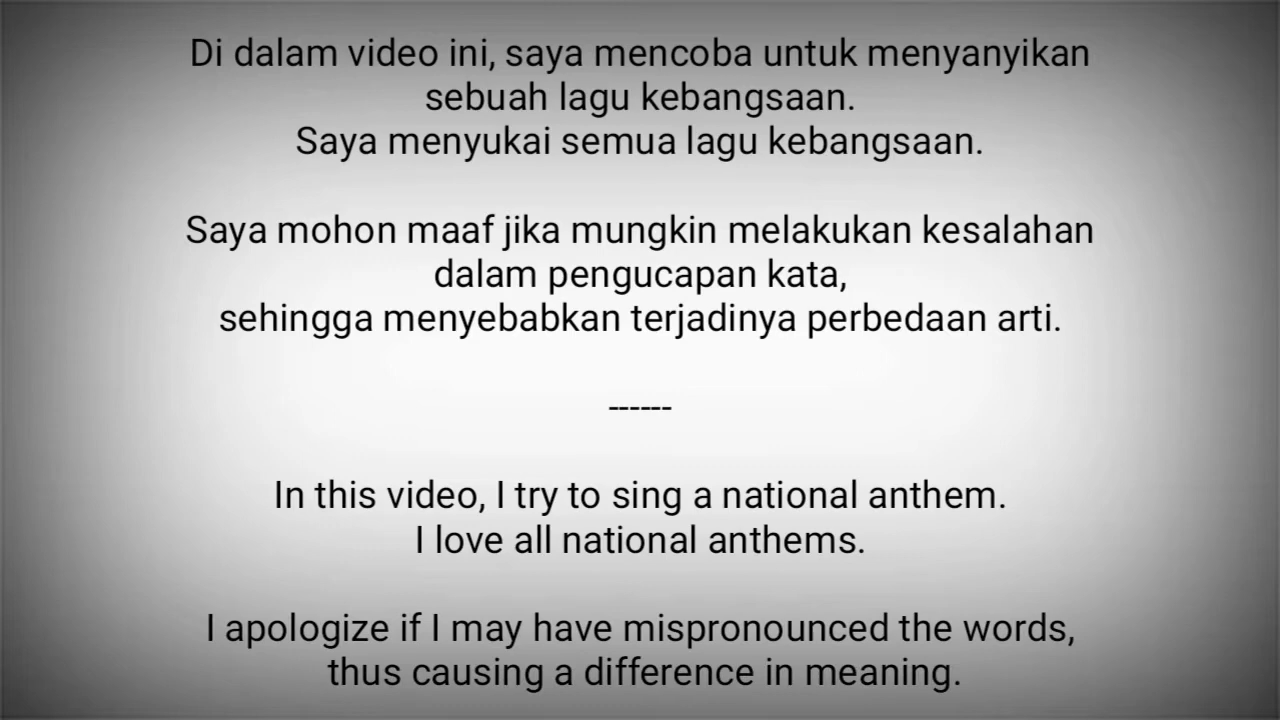 Di dalam video ini, saya mencoba untuk menyanyikan
sebuah lagu kebangsaan.
Saya menyukai semua lagu kebangsaan.
Saya mohon maaf jika mungkin melakukan kesalahan
dalam pengucapan kata,
sehingga menyebabkan terjadinya perbedaan arti.
------
In this video, I try to sing a national anthem.
I love all national anthems.
I apologize if I may have mispronounced the words,
thus causing a difference in meaning.